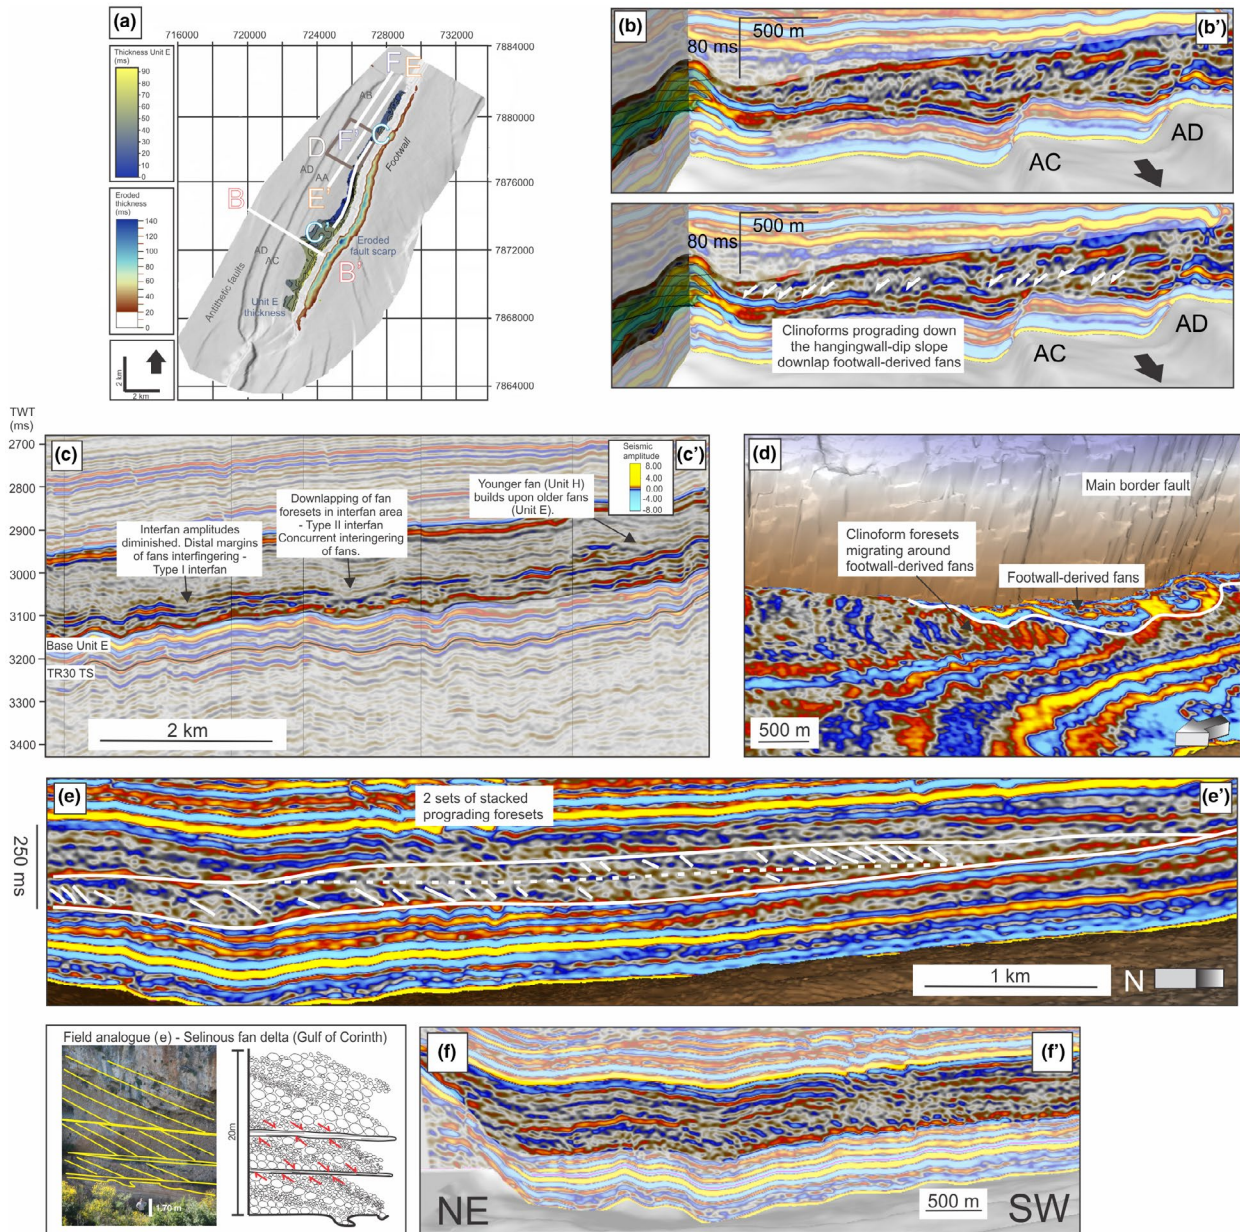 (a)
716000 720000 724000 728000 732000
Thickness Unit E
(ms)
90
80
70
60
50
40
30
20
10
0
Eroded
thickness
(ms)
140
120
100
80
60
40
20
0
2 km
2 km
7884000
7880000
7876000
7872000
7868000
7864000
F
E
AB
C'
F'
D
Footwall
AD
AA
E'
B
C
Eroded
fault scarp
AD
AC
B'
Antithetic faults
Unit E
thickness
(b)
(b')
500 m
80 ms
AD
AC
500 m
80 ms
Clinoforms prograding down
the hangingwall-dip slope
downlap footwall-derived fans
AD
AC
TWT
(ms)
2700
2800
2900
3000
3100
3200
3300
3400
(c)
(c')
Seismic
amplitude
8.00
4.00
0.00
-4.00
-8.00
Younger fan (Unit H)
builds upon older fans
(Unit E).
Downlapping of fan
foresets in interfan area
- Type II interfan
Concurrent interingering
of fans.
Interfan amplitudes
diminished. Distal margins
of fans interfingering -
Type I interfan
Base Unit E
TR30 TS
2 km
(d)
Main border fault
Clinoform foresets
migrating around
footwall-derived fans
Footwall-derived fans
500 m
(e)
(e')
2 sets of stacked
prograding foresets
250 ms
1 km
N
Field analogue (e) - Selinous fan delta (Gulf of Corinth)
20m
1.70 m
(f)
(f')
NE
500 m
SW